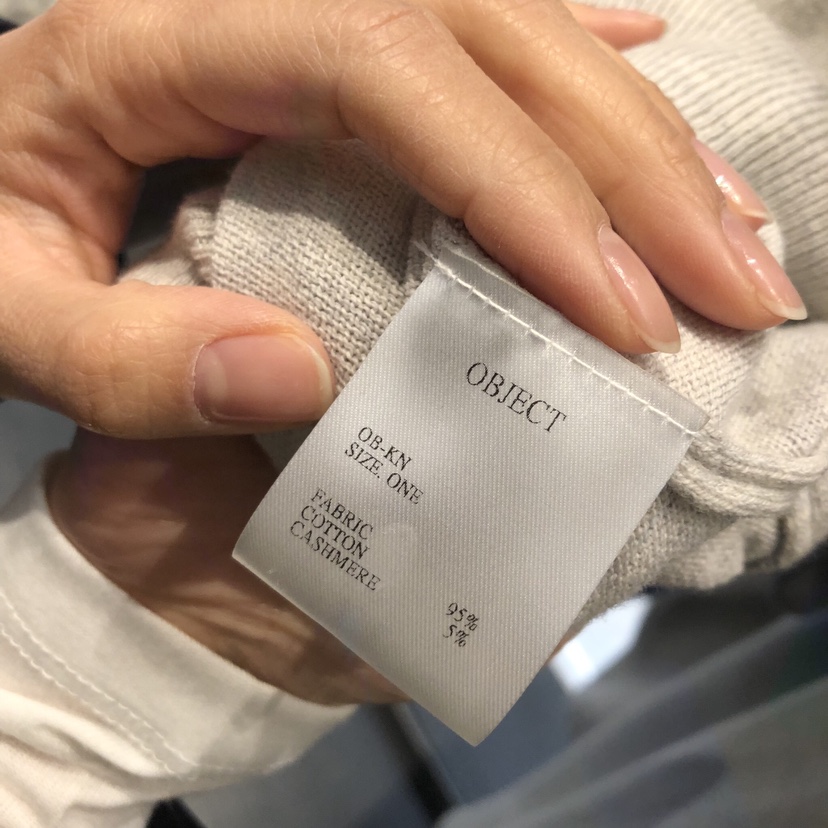 OBJECT
OB-KN
SIZE. ONE
FABRIC
COTTON 95%
CASHMERE 5%